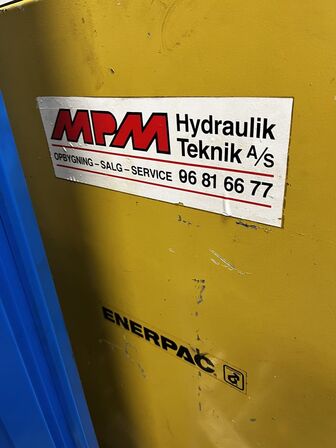 MPM Hydraulik
Teknik A/S
OPBYGNING – SALG – SERVICE 96 81 66 77
ENERPAC